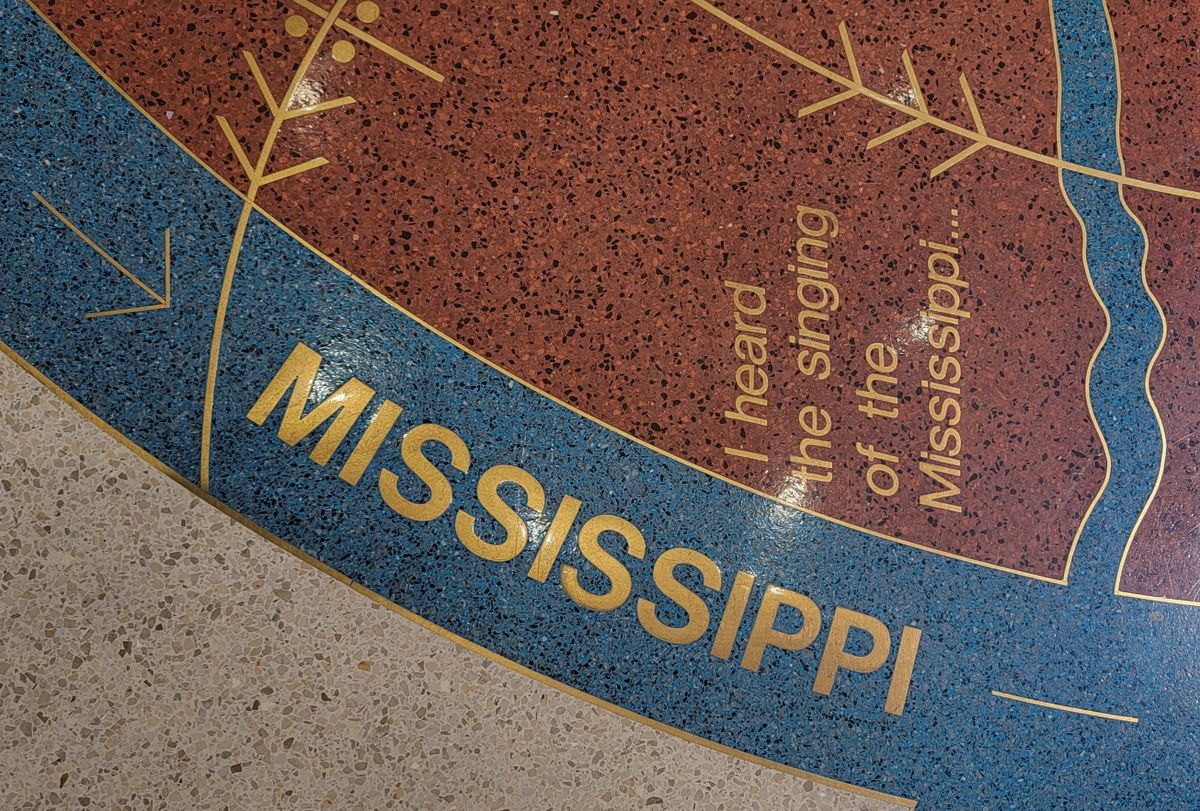 MISSISSIPPI
I heard
the singing
of the
Mississippi...